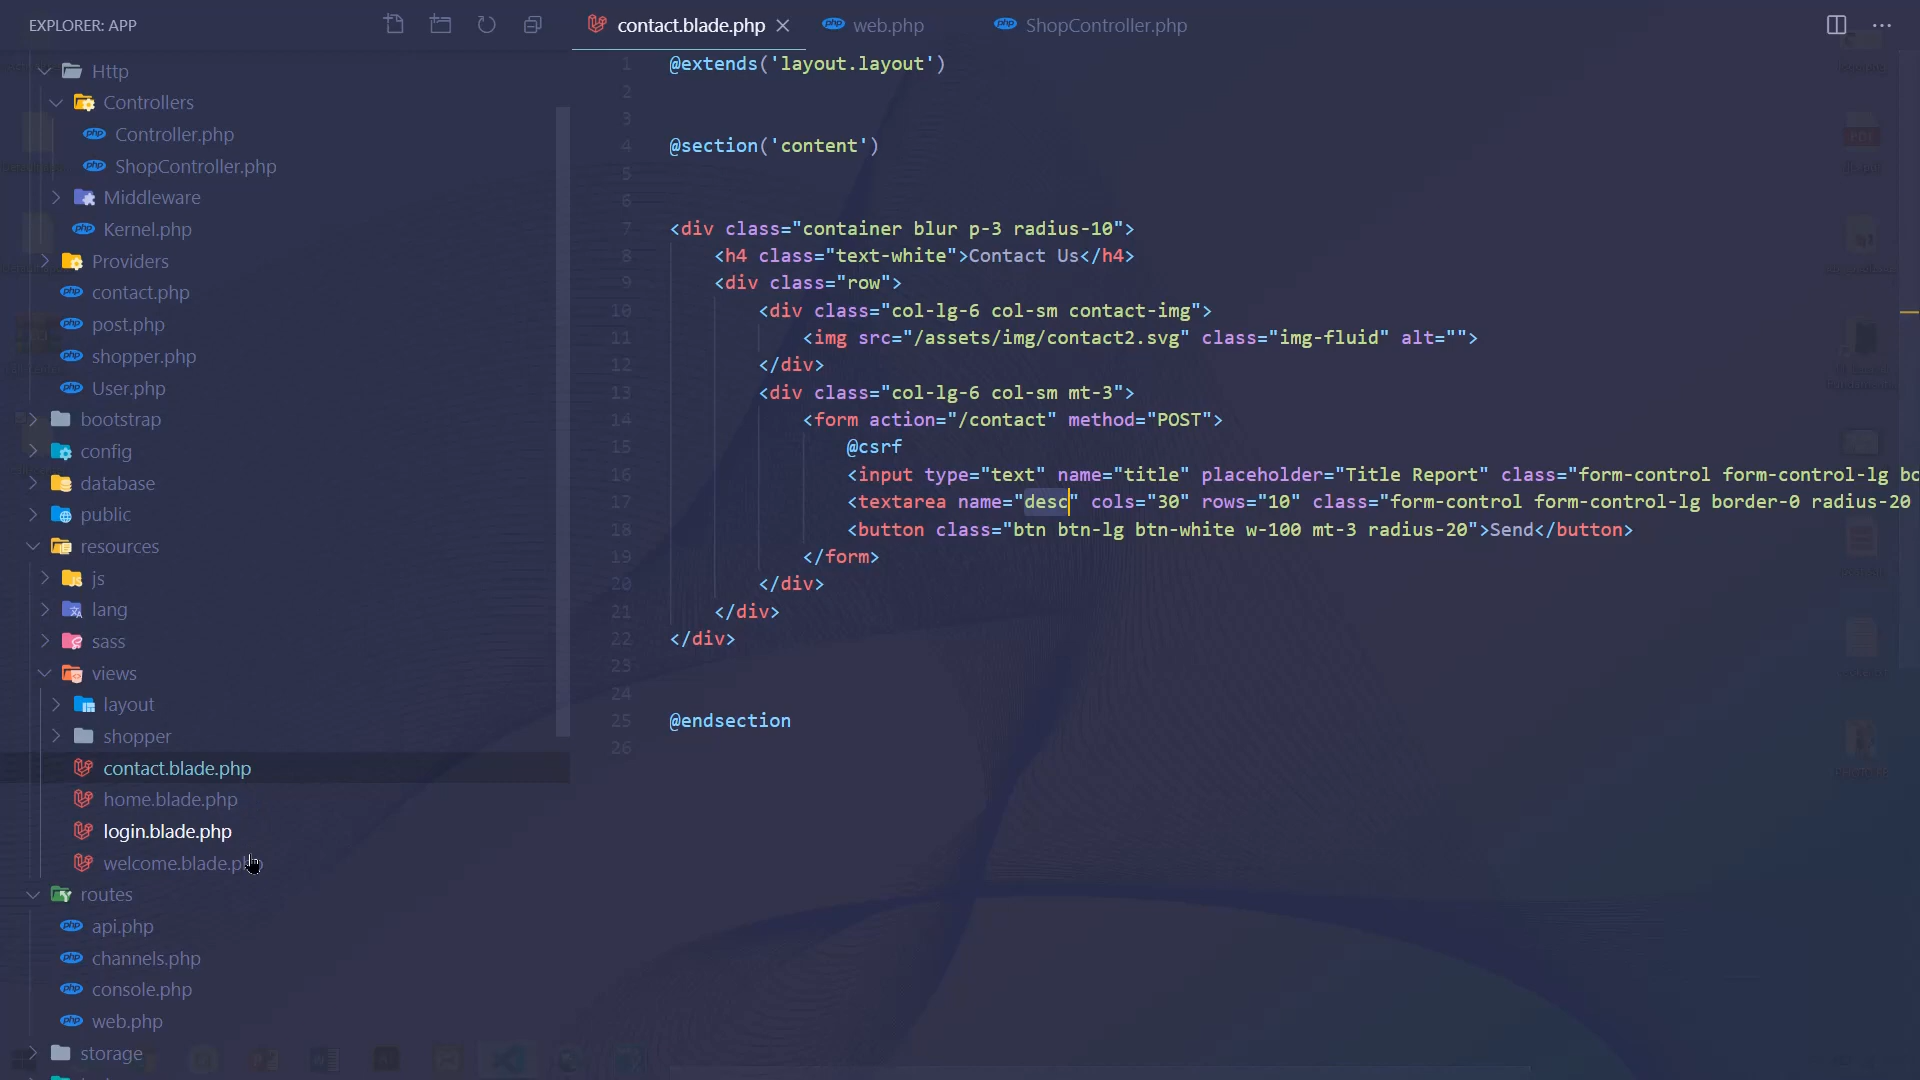 EXPLORER: APP
contact.blade.php
web.php
ShopController.php
Http
Controllers
Controller.php
ShopController.php
Middleware
Kernel.php
Providers
contact.php
post.php
shopper.php
User.php
bootstrap
config
database
public
resources
js
lang
sass
views
layout
shopper
contact.blade.php
home.blade.php
login.blade.php
welcome.blade.php
routes
api.php
channels.php
console.php
web.php
storage
1 @extends('layout.layout')
2
3
4 @section('content')
5
6
7 <div class="container blur p-3 radius-10">
8 <h4 class="text-white">Contact Us</h4>
9 <div class="row">
10 <div class="col-lg-6 col-sm contact-img">
11 <img src="/assets/img/contact2.svg" class="img-fluid" alt="">
12 </div>
13 <div class="col-lg-6 col-sm mt-3">
14 <form action="/contact" method="POST">
15 @csrf
16 <input type="text" name="title" placeholder="Title Report" class="form-control form-control-lg bo
17 <textarea name="desc" cols="30" rows="10" class="form-control form-control-lg border-0 radius-20
18 <button class="btn btn-lg btn-white w-100 mt-3 radius-20">Send</button>
19 </form>
20 </div>
21 </div>
22 </div>
23
24
25 @endsection
26
PDF